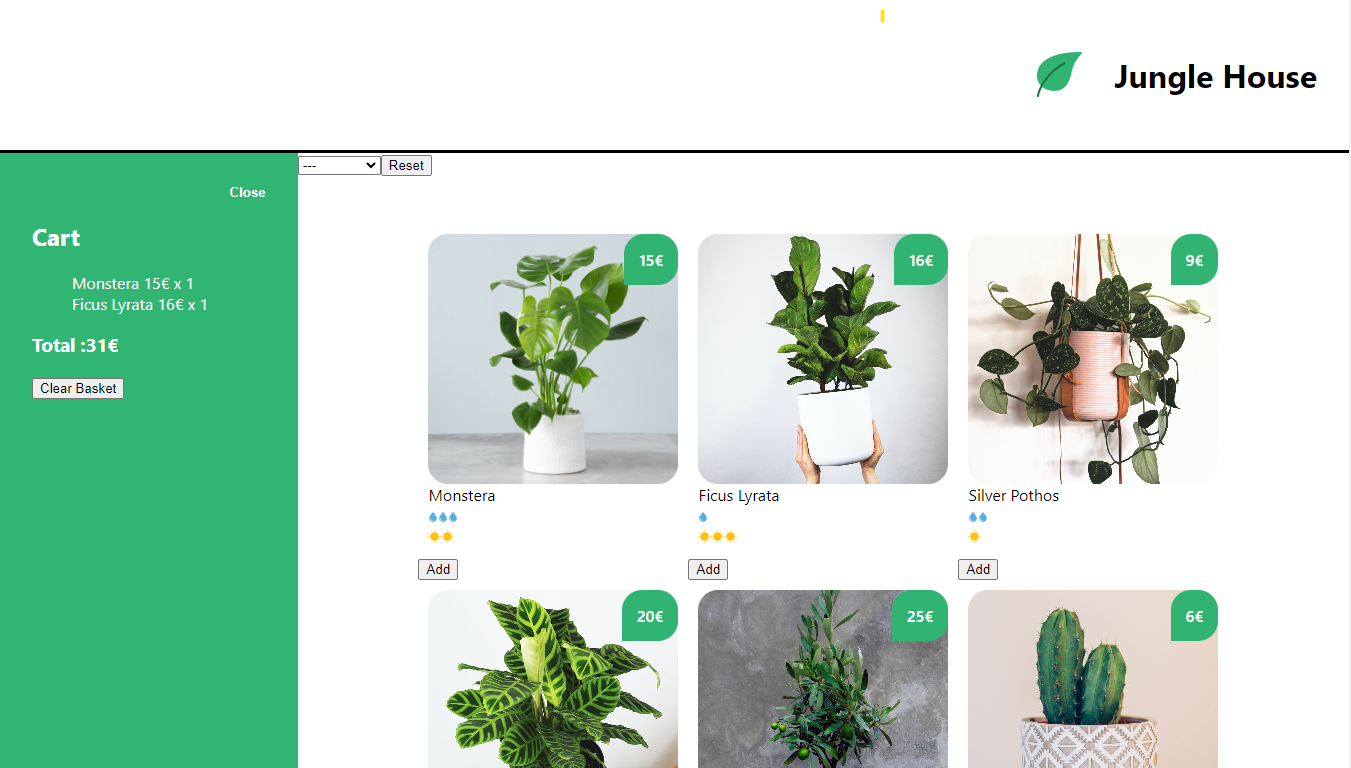 Jungle House
--- Reset
Close
Cart
Monstera 15€ x 1
Ficus Lyrata 16€ x 1
Total :31€
Clear Basket
15€
16€
9€
Monstera
Ficus Lyrata
Silver Pothos
Add
Add
Add
20€
25€
6€